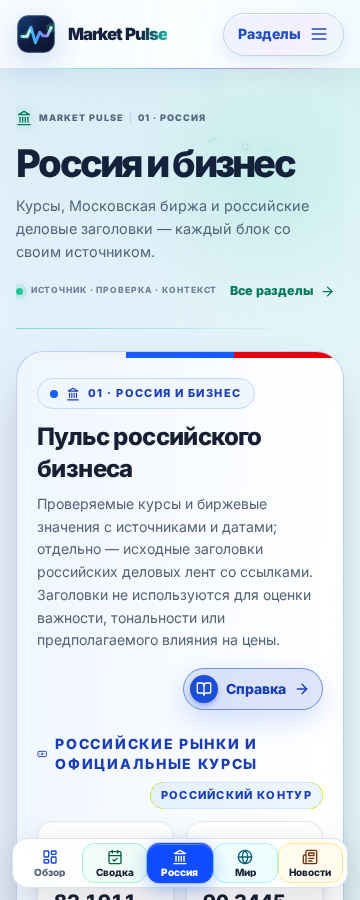 Market Pulse
Разделы
MARKET PULSE
01 · РОССИЯ
Россия и бизнес
Курсы, Московская биржа и российские
деловые заголовки — каждый блок со
своим источником.
ИСТОЧНИК · ПРОВЕРКА · КОНТЕКСТ
Все разделы
01 · РОССИЯ И БИЗНЕС
Пульс российского
бизнеса
Проверяемые курсы и биржевые
значения с источниками и датами;
отдельно — исходные заголовки
российских деловых лент со ссылками.
Заголовки не используются для оценки
важности, тональности или
предполагаемого влияния на цены.
Справка
РОССИЙСКИЕ РЫНКИ И
ОФИЦИАЛЬНЫЕ КУРСЫ
РОССИЙСКИЙ КОНТУР
Обзор
Сводка
Россия
Мир
Новости